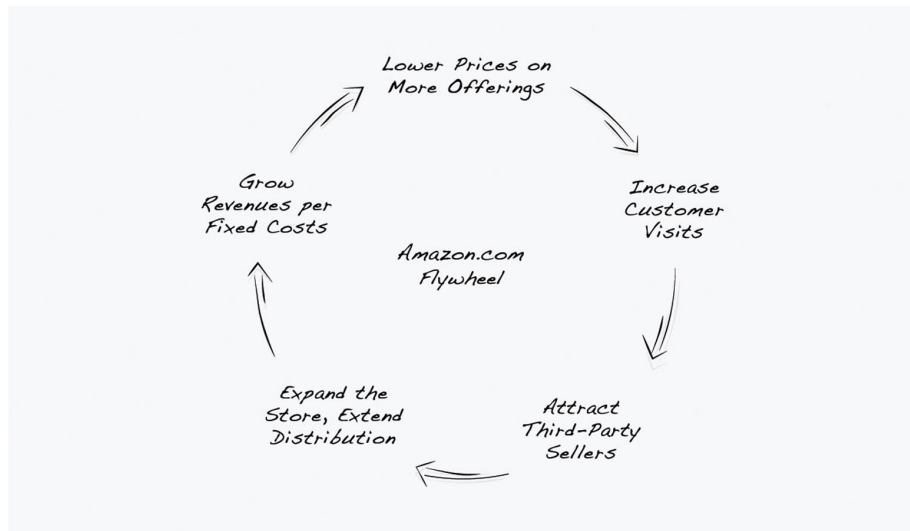 Lower Prices on
More Offerings
Increase
Customer
Visits
Attract
Third-Party
Sellers
Expand the
Store, Extend
Distribution
Grow
Revenues per
Fixed Costs
Amazon.com
Flywheel